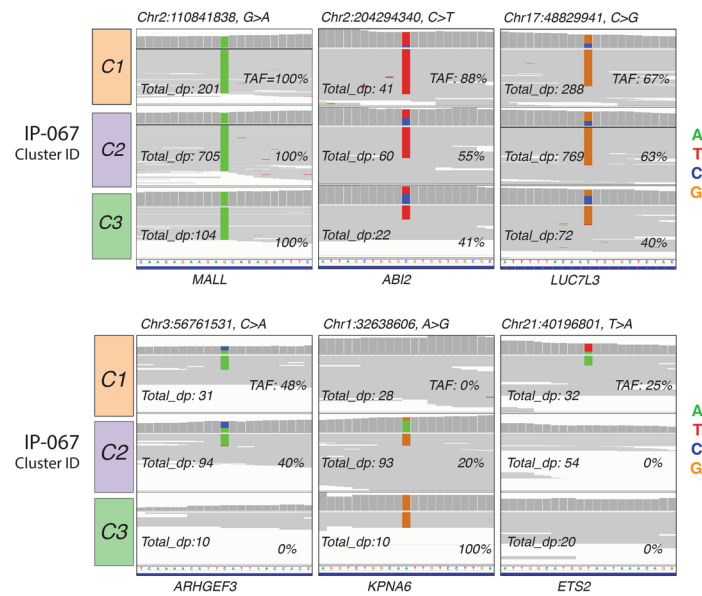 Chr2:110841838, G>A
Chr2:204294340, C>T
Chr17:48829941, C>G
C1
Total_dp: 201
TAF=100%
Total_dp: 41
TAF: 88%
Total_dp: 288
TAF: 67%
IP-067
Cluster ID
C2
Total_dp: 705
100%
Total_dp: 60
55%
Total_dp: 769
63%
A
T
C
G
C3
Total_dp:104
100%
Total_dp:22
41%
Total_dp:72
40%
MALL
ABI2
LUC7L3
Chr3:56761531, C>A
Chr1:32638606, A>G
Chr21:40196801, T>A
C1
Total_dp: 31
TAF: 48%
Total_dp: 28
TAF: 0%
Total_dp: 32
TAF: 25%
IP-067
Cluster ID
C2
Total_dp: 94
40%
Total_dp: 93
20%
Total_dp: 54
0%
A
T
C
G
C3
Total_dp:10
0%
Total_dp:10
100%
Total_dp:20
0%
ARHGEF3
KPNA6
ETS2